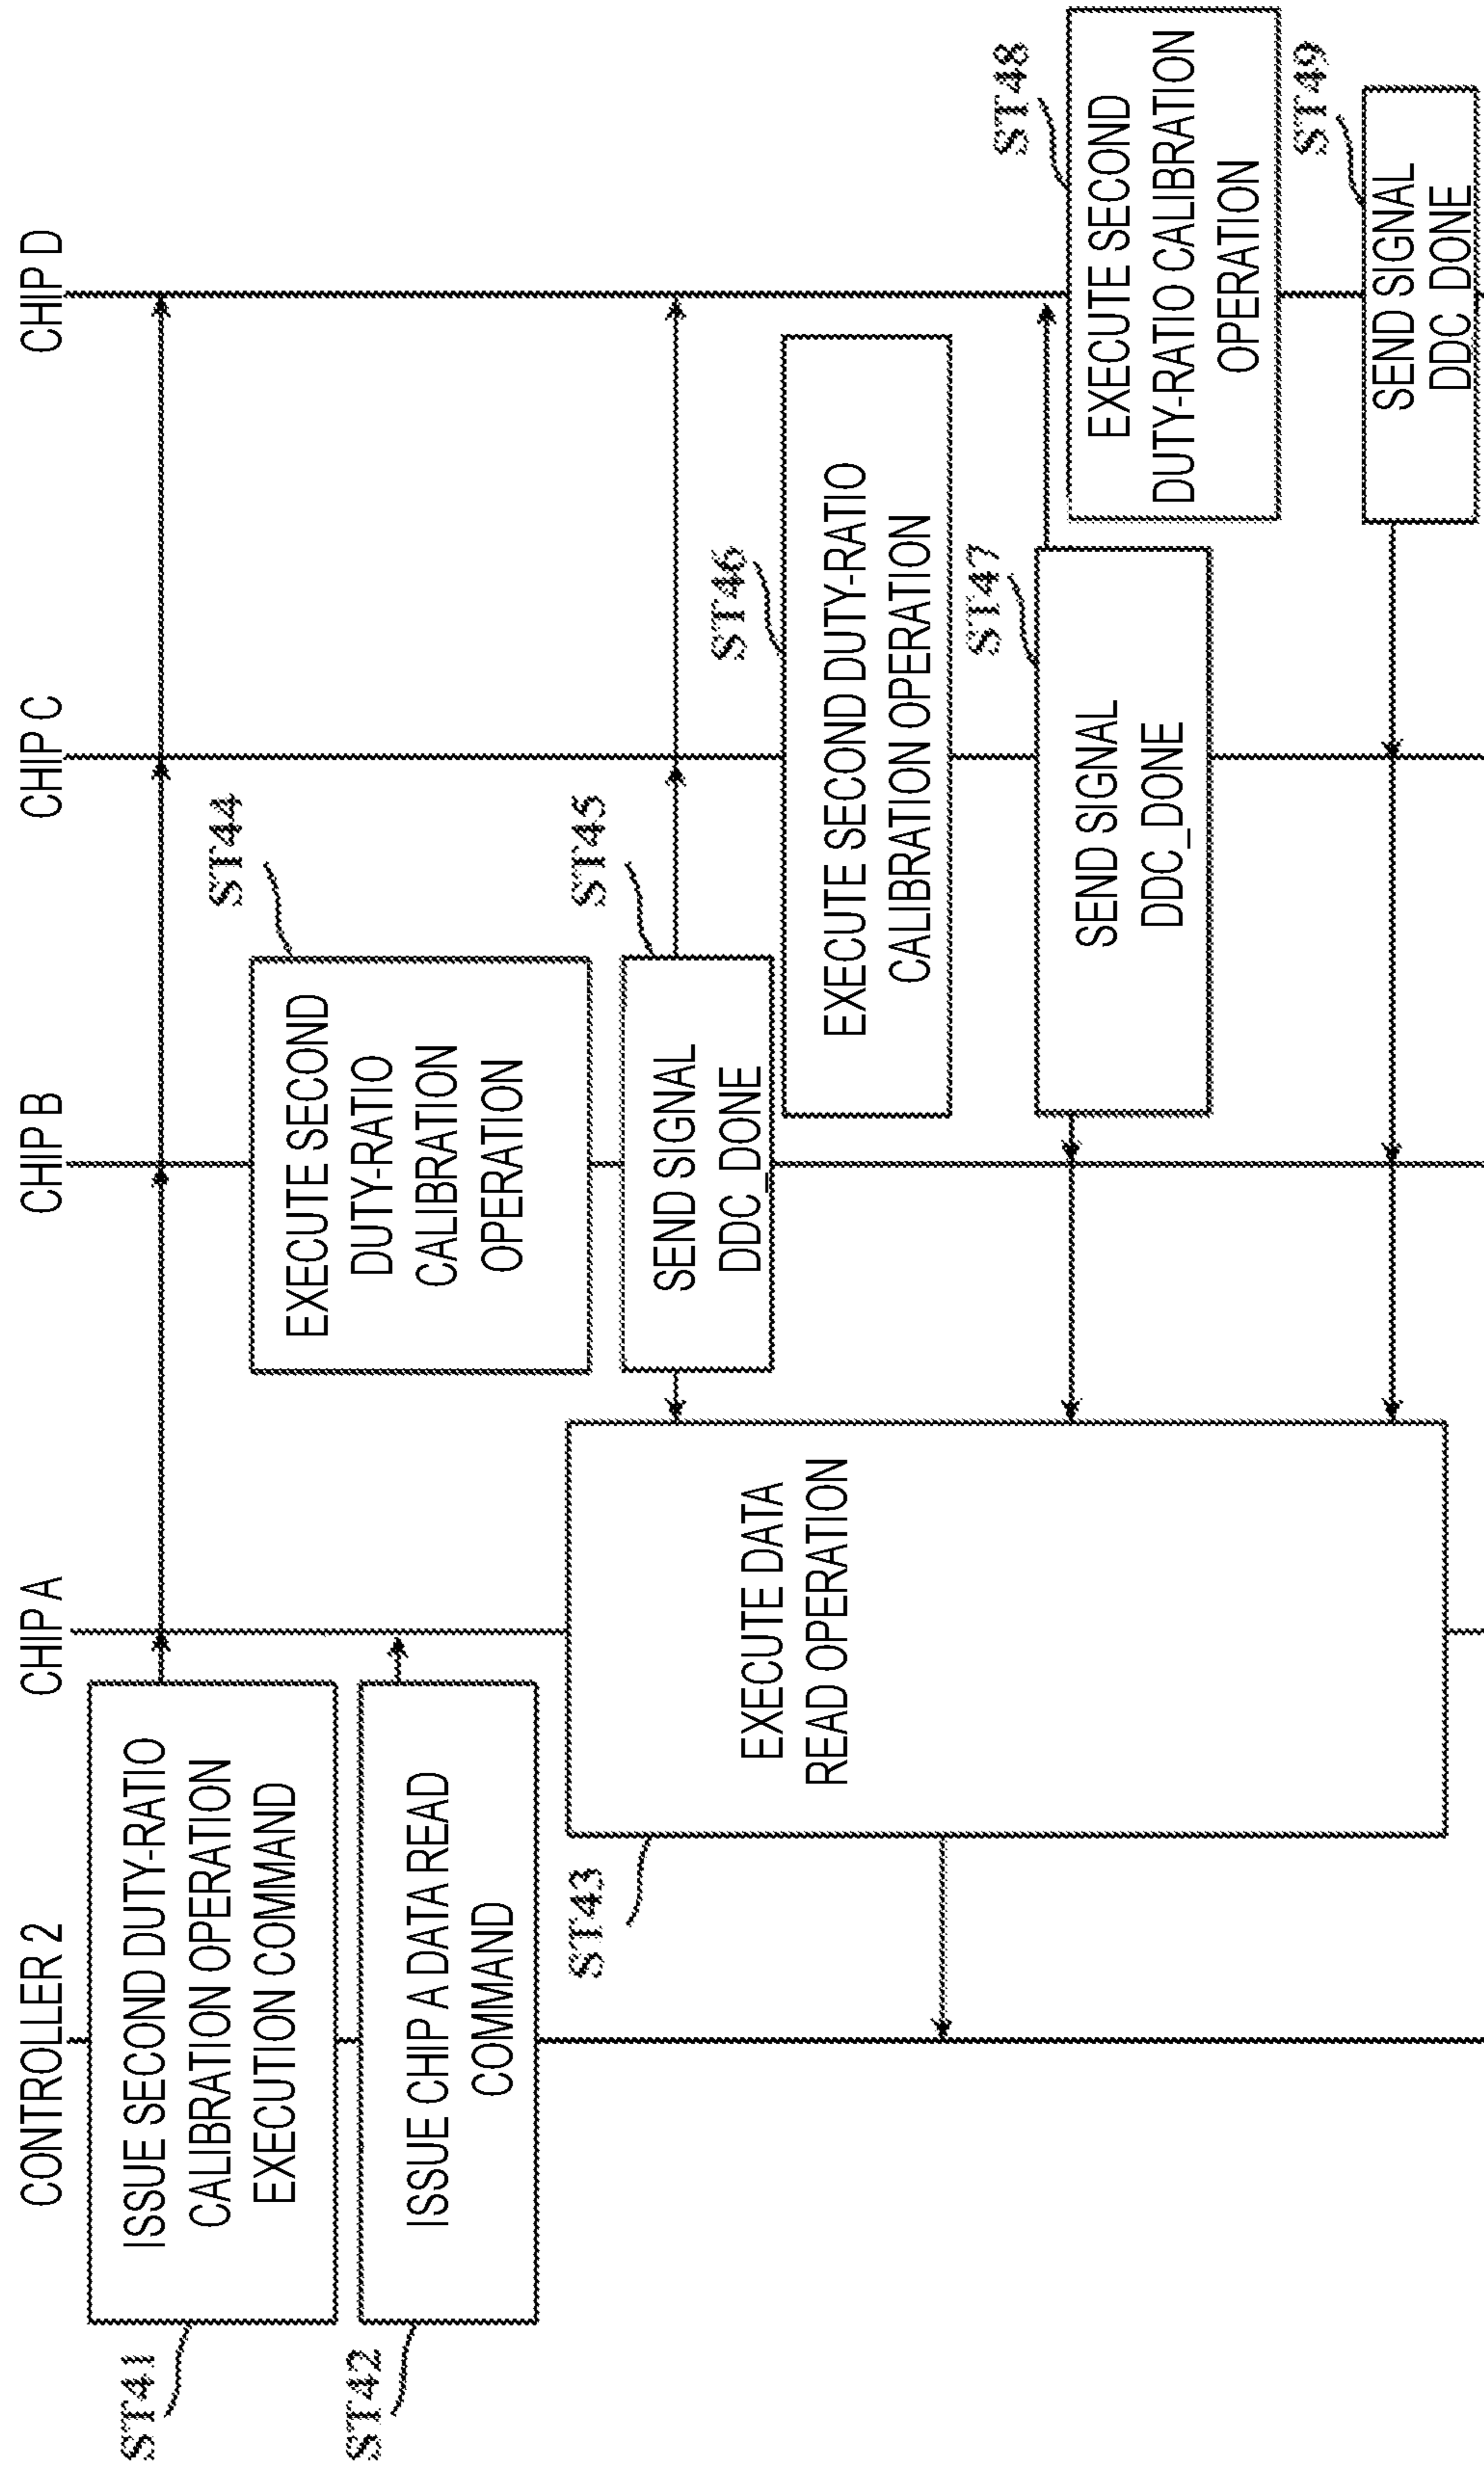 CONTROLLER 2
CHIP A
CHIP B
CHIP C
CHIP D
ST41
ISSUE SECOND DUTY-RATIO
CALIBRATION OPERATION
EXECUTION COMMAND
ST42
ISSUE CHIP A DATA READ
COMMAND
ST43
EXECUTE DATA
READ OPERATION
ST44
EXECUTE SECOND
DUTY-RATIO
CALIBRATION
OPERATION
ST45
SEND SIGNAL
DDC_DONE
ST46
EXECUTE SECOND DUTY-RATIO
CALIBRATION OPERATION
ST47
SEND SIGNAL
DDC_DONE
ST48
EXECUTE SECOND
DUTY-RATIO CALIBRATION
OPERATION
ST49
SEND SIGNAL
DDC_DONE